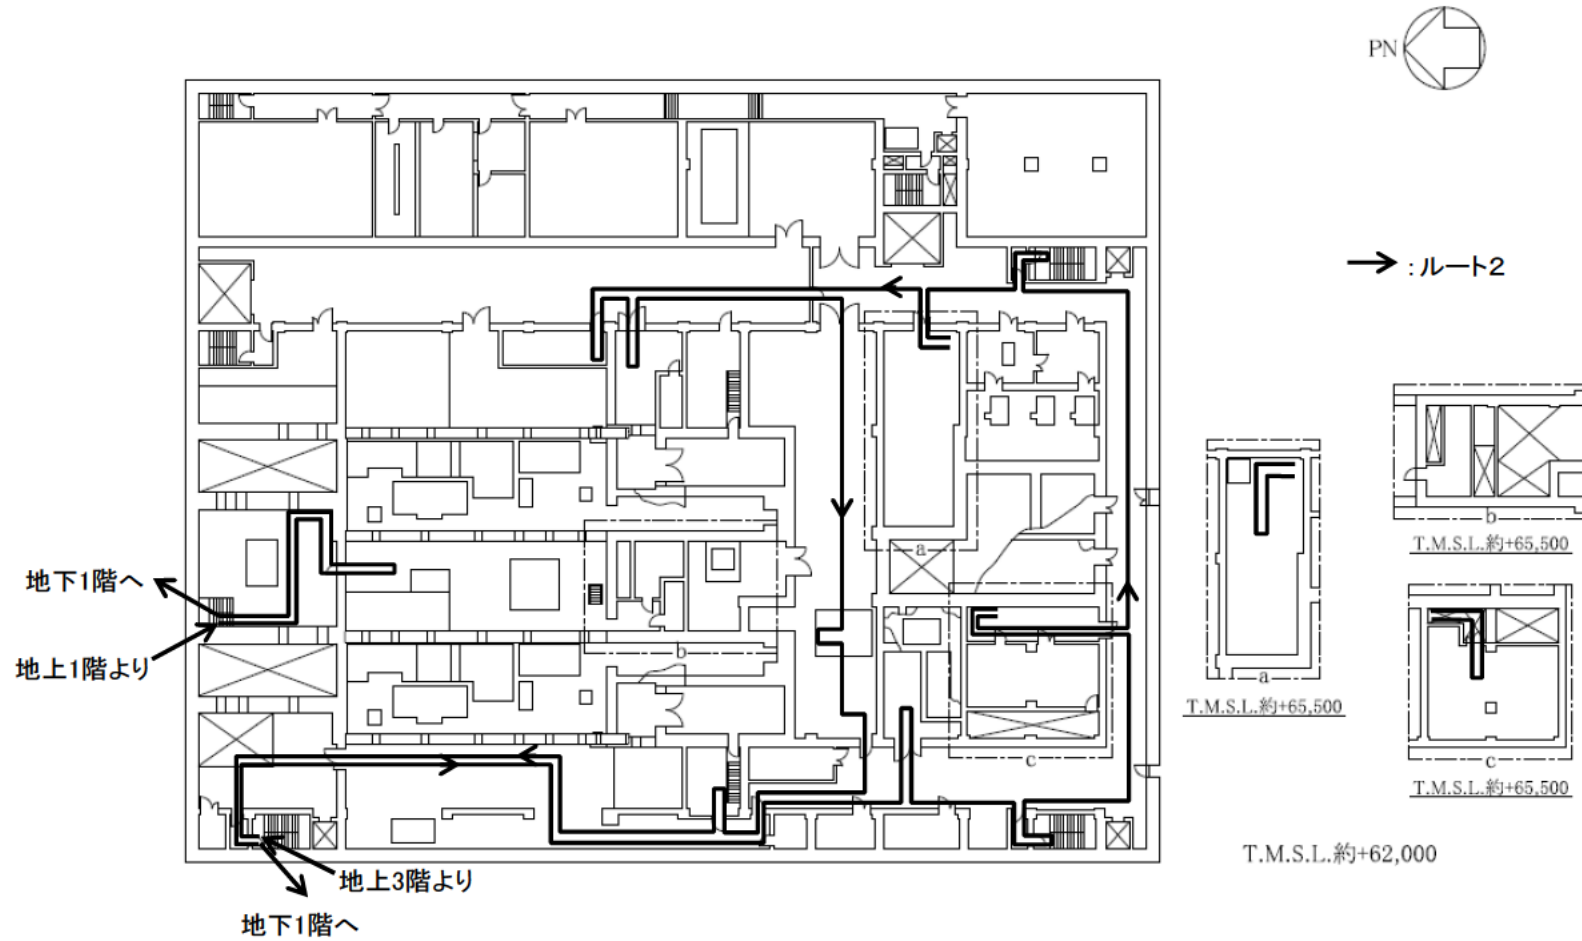 PN
:ルート2
a
b
c
地下1階へ
地上1階より
地上3階より
地下1階へ
a
T.M.S.L.約+65,500
b
T.M.S.L.約+65,500
c
T.M.S.L.約+65,500
T.M.S.L.約+62,000